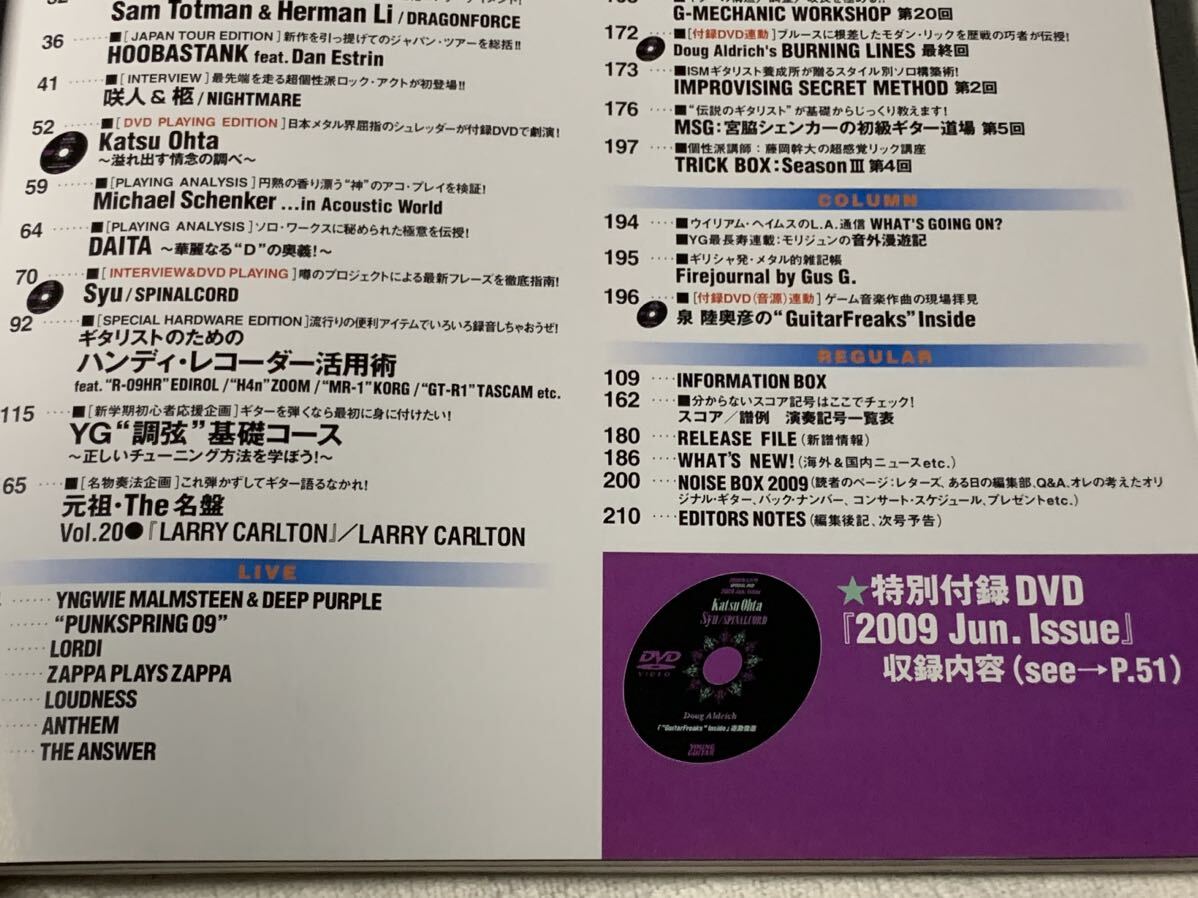 Sam Totman & Herman Li/DRAGONFORCE
36 ······■[JAPAN TOUR EDITION]新作を引っ提げてのジャパン・ツアーを総括!!
HOOBASTANK feat. Dan Estrin
41 ······■[INTERVIEW]最先端を走る超個性派ロック・アクトが初登場!!
咲人&柩/NIGHTMARE
52 ······■[DVD PLAYING EDITION]日本メタル界屈指のシュレッダーが付録DVDで劇演!
Katsu Ohta
〜溢れ出す情念の調べ〜
59 ······■[PLAYING ANALYSIS]円熟の香り漂う“神”のアコ・プレイを検証!
Michael Schenker …in Acoustic World
64 ······■[PLAYING ANALYSIS]ソロ・ワークスに秘められた極意を伝授!
DAITA 〜華麗なる“D”の奥義!〜
70 ······■[INTERVIEW&DVD PLAYING]噂のプロジェクトによる最新フレーズを徹底指南!
Syu/SPINALCORD
92 ······■[SPECIAL HARDWARE EDITION]流行りの便利アイテムでいろいろ録音しちゃおうぜ!
ギタリストのための
ハンディ・レコーダー活用術
feat. “R-09HR”EDIROL/“H4n”ZOOM/“MR-1”KORG/“GT-R1”TASCAM etc.
115 ····■[新学期初心者応援企画]ギターを弾くなら最初に身に付けたい!
YG“調弦”基礎コース
〜正しいチューニング方法を学ぼう!〜
65 ····■[名物奏法企画]これ弾かずしてギター語るなかれ!
元祖・The名盤
Vol.20●『LARRY CARLTON』/LARRY CARLTON
LIVE
······ YNGWIE MALMSTEEN & DEEP PURPLE
······ “PUNKSPRING 09”
······ LORDI
······ ZAPPA PLAYS ZAPPA
······ LOUDNESS
····· ANTHEM
····· THE ANSWER
G-MECHANIC WORKSHOP 第20回
172 ····■[付録DVD連動]ブルースに根差したモダン・リックを歴戦の巧者が伝授!
Doug Aldrich's BURNING LINES 最終回
173 ····■ISMギタリスト養成所が贈るスタイル別ソロ構築術!
IMPROVISING SECRET METHOD 第2回
176 ····■“伝説のギタリスト”が基礎からじっくり教えます!
MSG:宮脇シェンカーの初級ギター道場 第5回
197 ····■個性派講師:藤岡幹大の超感覚リック講座
TRICK BOX:Season III 第4回
COLUMN
194 ····■ウイリアム・ヘイムスのL.A.通信 WHAT'S GOING ON?
■YG最長寿連載:モリジュンの音外漫遊記
195 ····■ギリシャ発・メタル的雑記帳
Firejournal by Gus G.
196 ····■[付録DVD(音源)連動]ゲーム音楽作曲の現場拝見
泉 陸奥彦の“GuitarFreaks”Inside
REGULAR
109 ···· INFORMATION BOX
162 ····■分からないスコア記号はここでチェック!
スコア/譜例 演奏記号一覧表
180 ···· RELEASE FILE(新譜情報)
186 ···· WHAT'S NEW!(海外&国内ニュースetc.)
200 ···· NOISE BOX 2009(読者のページ:レターズ、ある日の編集部、Q&A、オレの考えたオリ
ジナル・ギター、バック・ナンバー、コンサート・スケジュール、プレゼントetc.)
210 ···· EDITORS NOTES(編集後記、次号予告)
2009 Jun. Issue
Katsu Ohta
Syu/SPINALCORD
DVD
VIDEO
Doug Aldrich
「“GuitarFreaks”Inside」連動音源
YOUNG
GUITAR
★特別付録DVD
『2009 Jun. Issue』
収録内容(see→P.51)